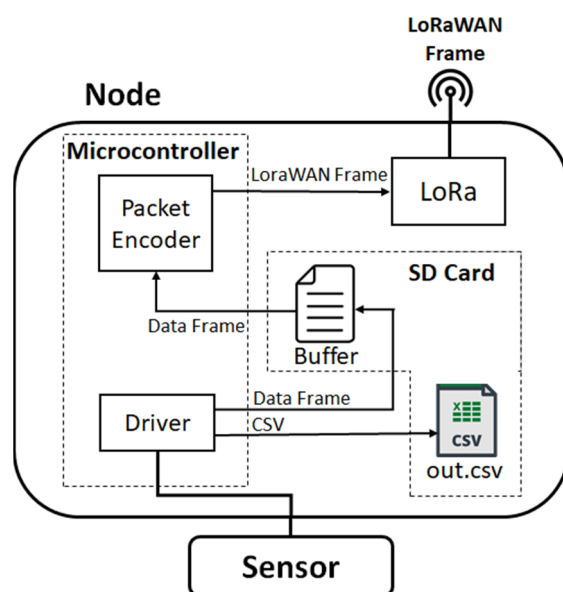 LoRaWAN
Frame
Node
Microcontroller
LoraWAN Frame
Packet
Encoder
LoRa
SD Card
Data Frame
Buffer
Data Frame
CSV
Driver
CSV
out.csv
Sensor